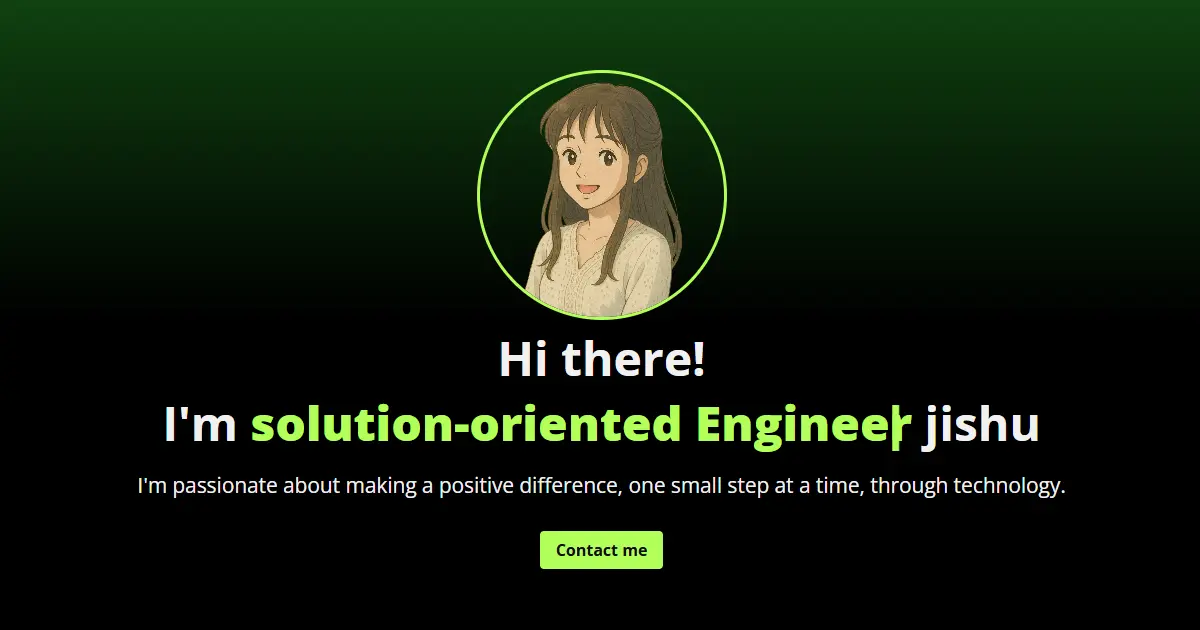 Hi there!
I'm solution-oriented Engineer jishu
I'm passionate about making a positive difference, one small step at a time, through technology.
Contact me